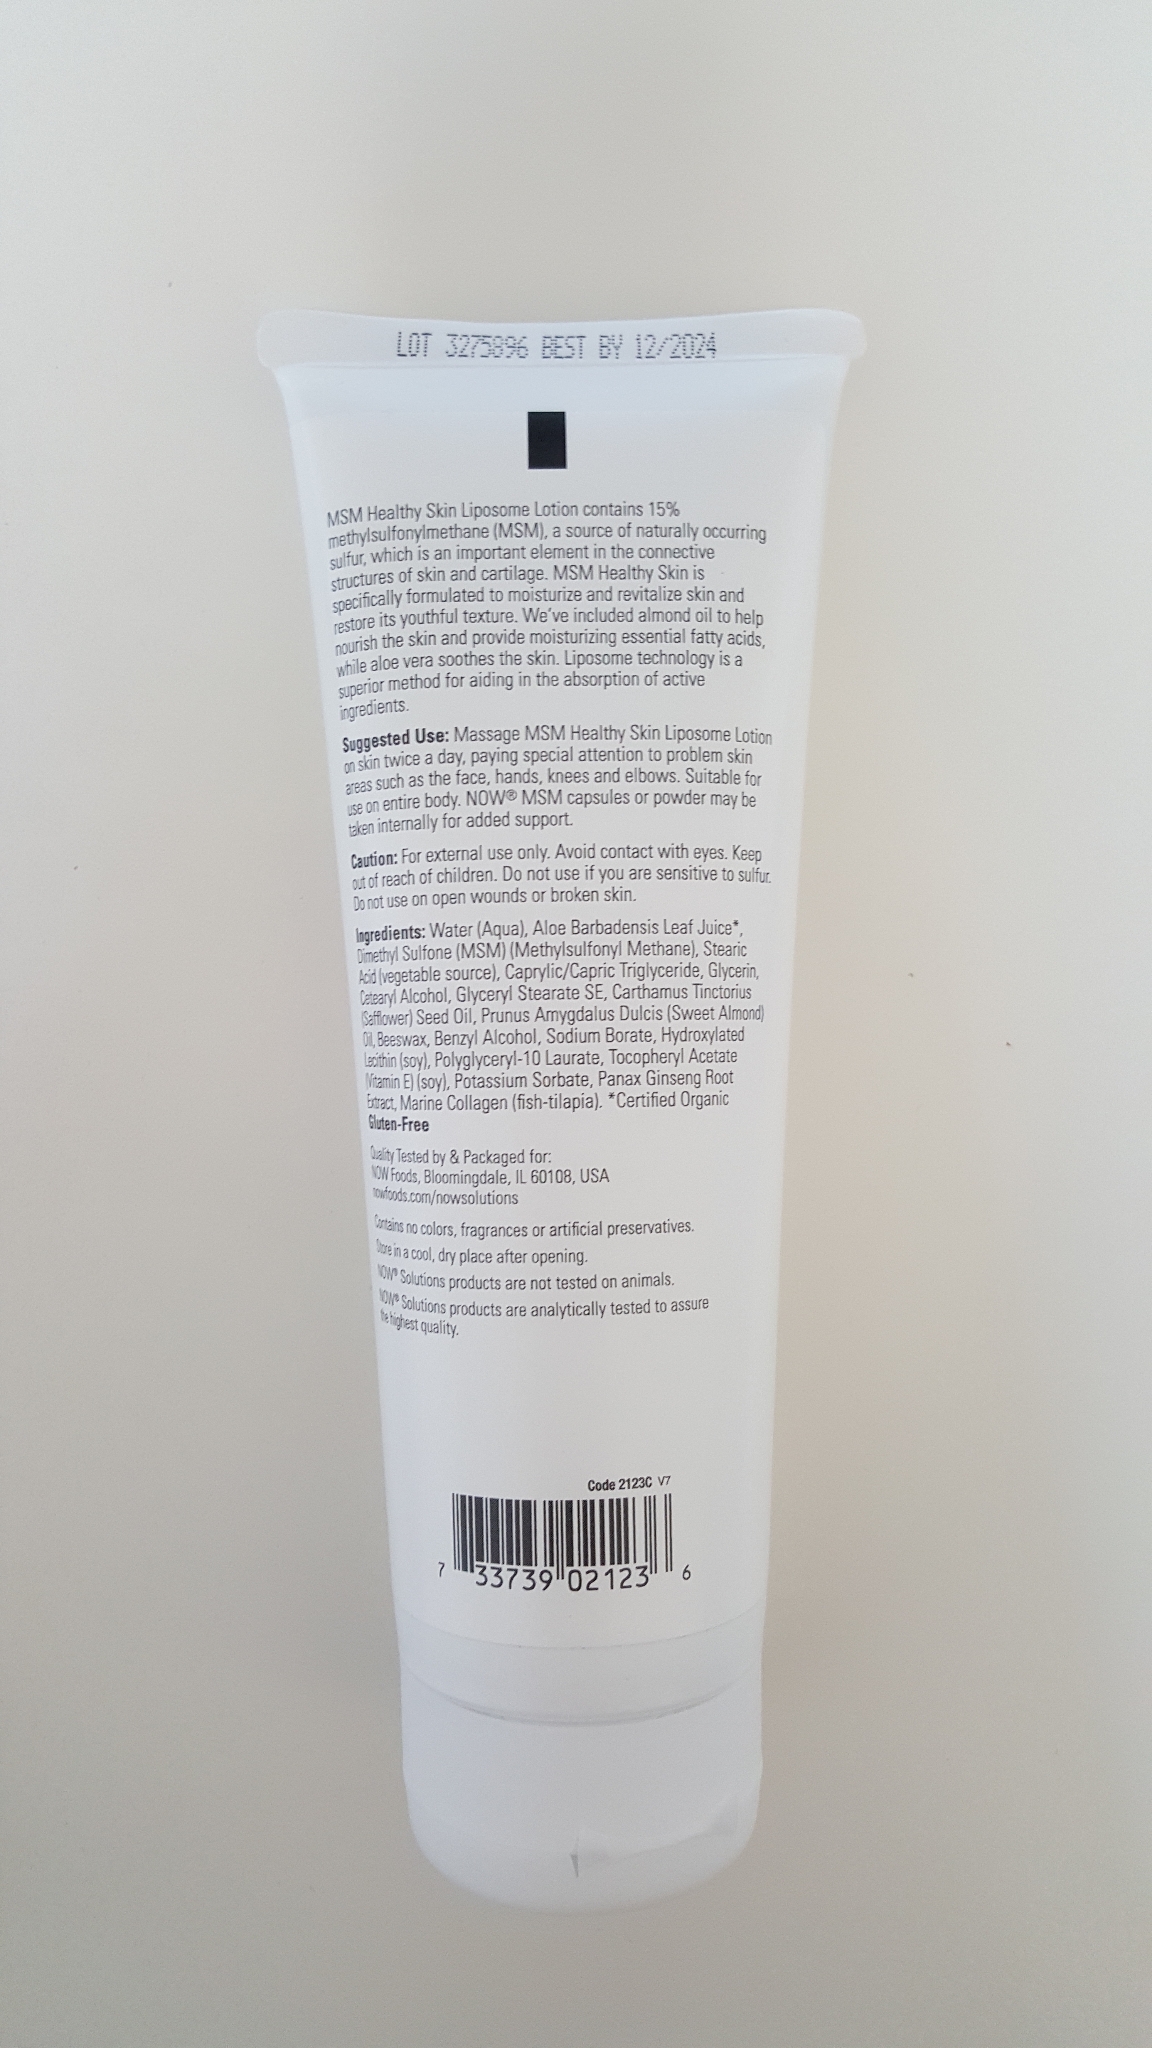 LOT 3275896 BEST BY 12/2024
MSM Healthy Skin Liposome Lotion contains 15%
methylsulfonylmethane (MSM), a source of naturally occurring
sulfur, which is an important element in the connective
structures of skin and cartilage. MSM Healthy Skin is
specifically formulated to moisturize and revitalize skin and
restore its youthful texture. We've included almond oil to help
nourish the skin and provide moisturizing essential fatty acids,
while aloe vera soothes the skin. Liposome technology is a
superior method for aiding in the absorption of active
ingredients.
Suggested Use: Massage MSM Healthy Skin Liposome Lotion
on skin twice a day, paying special attention to problem skin
areas such as the face, hands, knees and elbows. Suitable for
use on entire body. NOW® MSM capsules or powder may be
taken internally for added support.
Caution: For external use only. Avoid contact with eyes. Keep
out of reach of children. Do not use if you are sensitive to sulfur.
Do not use on open wounds or broken skin.
Ingredients: Water (Aqua), Aloe Barbadensis Leaf Juice*,
Dimethyl Sulfone (MSM) (Methylsulfonyl Methane), Stearic
Acid (vegetable source), Caprylic/Capric Triglyceride, Glycerin,
Cetearyl Alcohol, Glyceryl Stearate SE, Carthamus Tinctorius
(Safflower) Seed Oil, Prunus Amygdalus Dulcis (Sweet Almond)
Oil, Beeswax, Benzyl Alcohol, Sodium Borate, Hydroxylated
Lecithin (soy), Polyglyceryl-10 Laurate, Tocopheryl Acetate
(Vitamin E) (soy), Potassium Sorbate, Panax Ginseng Root
Extract, Marine Collagen (fish-tilapia). *Certified Organic
Gluten-Free
Quality Tested by & Packaged for:
NOW Foods, Bloomingdale, IL 60108, USA
nowfoods.com/nowsolutions
Contains no colors, fragrances or artificial preservatives.
Store in a cool, dry place after opening.
NOW® Solutions products are not tested on animals.
NOW® Solutions products are analytically tested to assure
the highest quality.
Code 2123C V7
7 33739 02123 6